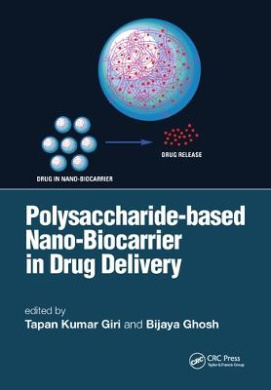 DRUG RELEASE
DRUG IN NANO-BIOCARRIER
Polysaccharide-based
Nano-Biocarrier
in Drug Delivery
edited by
Tapan Kumar Giri and Bijaya Ghosh
CRC Press
Taylor & Francis Group